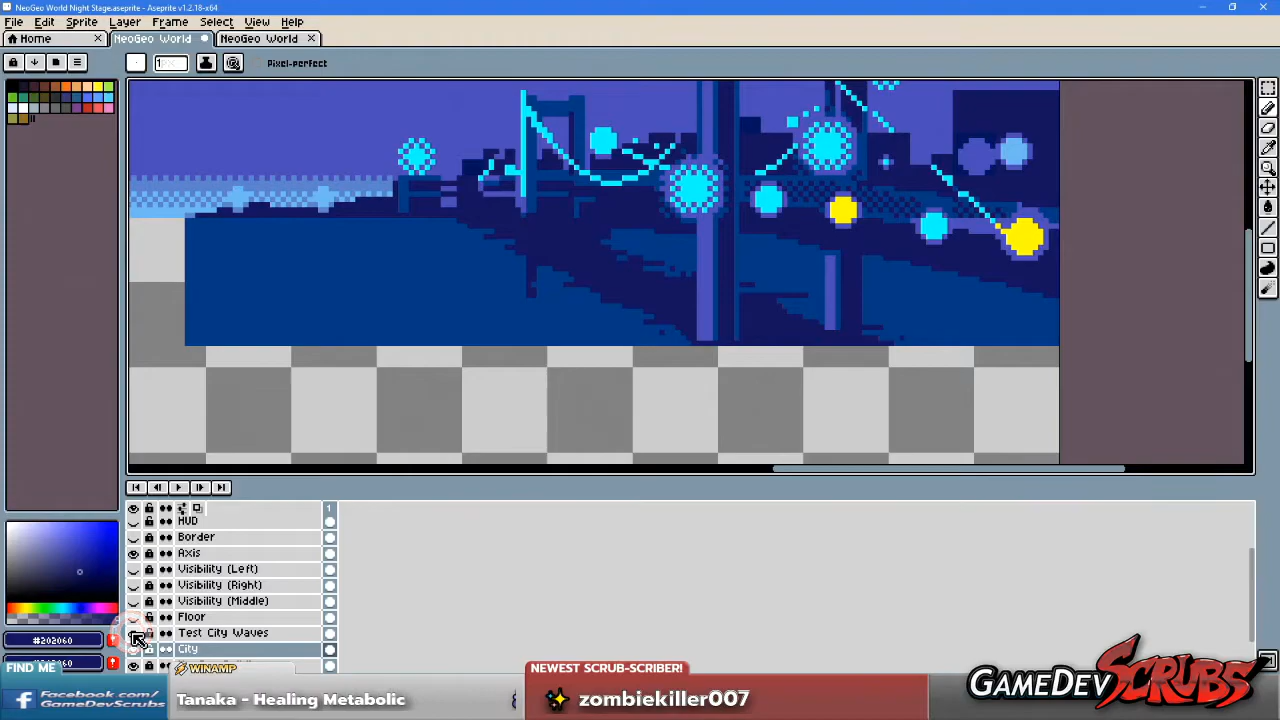 NeoGeo World Night Stage.aseprite - Aseprite v1.2.18-x64
File Edit Sprite Layer Frame Select View Help
Home NeoGeo World NeoGeo World
1px Pixel-perfect
1
HUD
Border
Axis
Visibility (Left)
Visibility (Right)
Visibility (Middle)
Floor
Test City Waves
#202060
City
FIND ME
WINAMP
NEWEST SCRUB-SCRIBER!
Facebook.com/
GameDevScrubs
Tanaka - Healing Metabolic
zombiekiller007
GAMEDEV SCRUBS